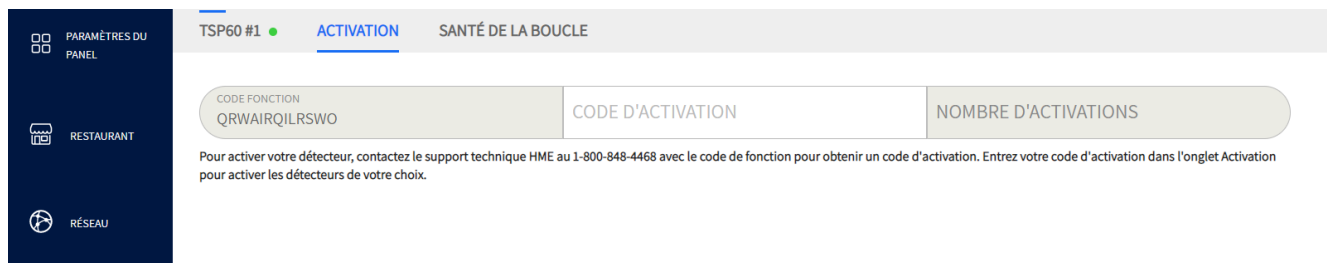 PARAMÈTRES DU
PANEL
RESTAURANT
RÉSEAU
TSP60 #1 ACTIVATION SANTÉ DE LA BOUCLE
CODE FONCTION
QRWAIRQILRSWO
CODE D'ACTIVATION
NOMBRE D'ACTIVATIONS
Pour activer votre détecteur, contactez le support technique HME au 1-800-848-4468 avec le code de fonction pour obtenir un code d'activation. Entrez votre code d'activation dans l'onglet Activation
pour activer les détecteurs de votre choix.